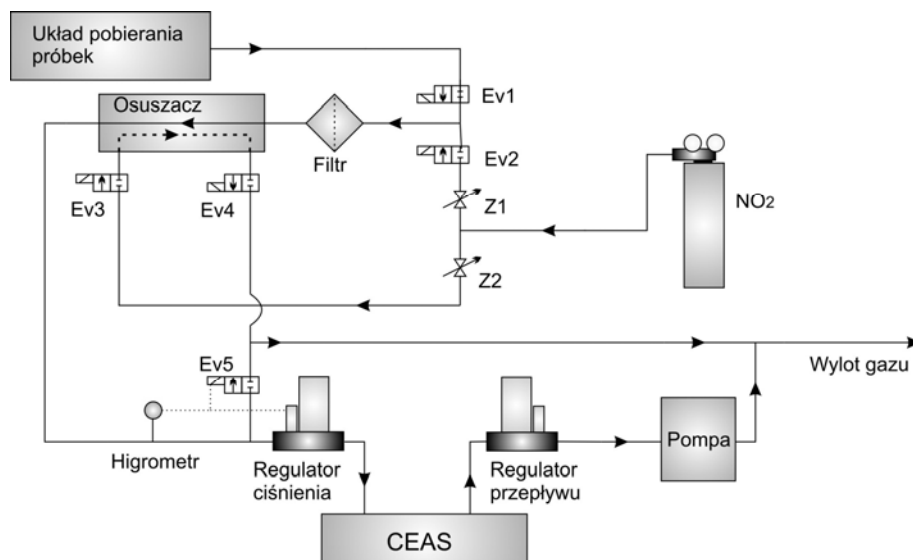 Układ pobierania
próbek
Ev1
Osuszacz
Filtr
Ev2
Ev3
Ev4
Z1
NO2
Z2
Ev5
Wylot gazu
Higrometr
Regulator
ciśnienia
Regulator
przepływu
Pompa
CEAS